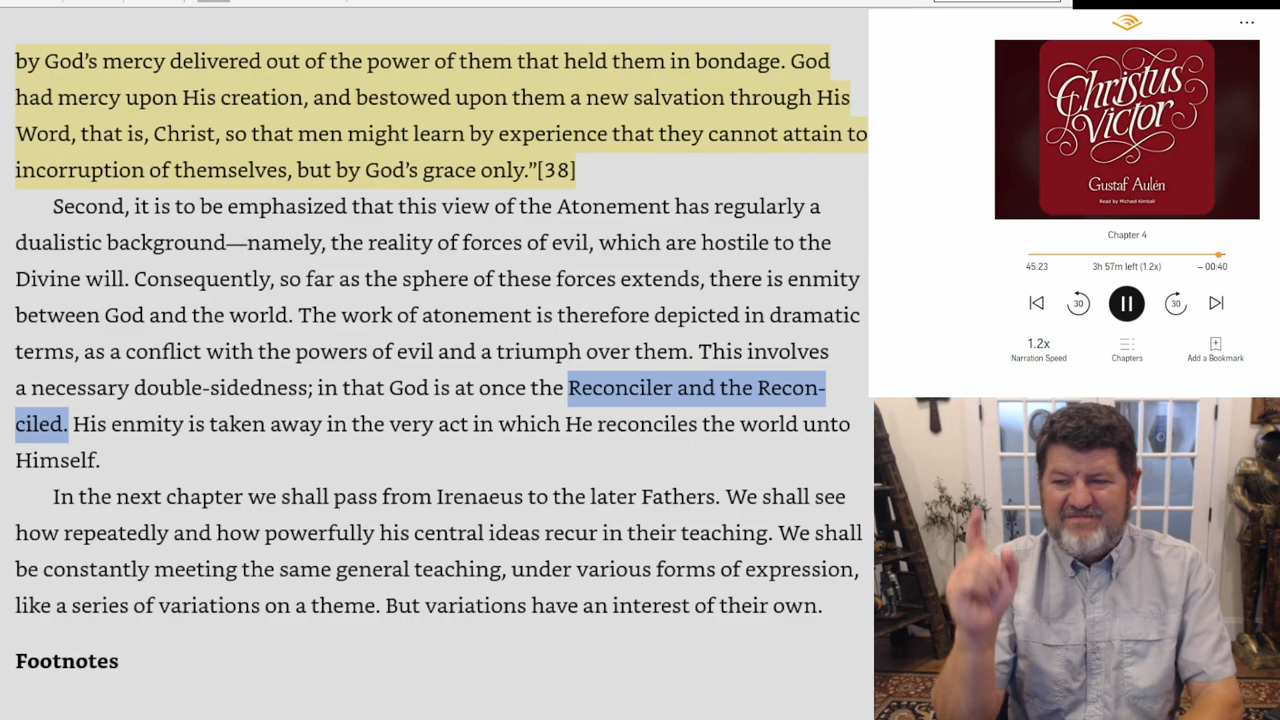 by God’s mercy delivered out of the power of them that held them in bondage. God
had mercy upon His creation, and bestowed upon them a new salvation through His
Word, that is, Christ, so that men might learn by experience that they cannot attain to
incorruption of themselves, but by God’s grace only.”[38]
Second, it is to be emphasized that this view of the Atonement has regularly a
dualistic background—namely, the reality of forces of evil, which are hostile to the
Divine will. Consequently, so far as the sphere of these forces extends, there is enmity
between God and the world. The work of atonement is therefore depicted in dramatic
terms, as a conflict with the powers of evil and a triumph over them. This involves
a necessary double-sidedness; in that God is at once the Reconciler and the Recon-
ciled. His enmity is taken away in the very act in which He reconciles the world unto
Himself.
In the next chapter we shall pass from Irenaeus to the later Fathers. We shall see
how repeatedly and how powerfully his central ideas recur in their teaching. We shall
be constantly meeting the same general teaching, under various forms of expression,
like a series of variations on a theme. But variations have an interest of their own.
Footnotes
Christus
Victor
Gustaf Aulén
Read by Michael Kimball
Chapter 4
45:23 3h 57m left (1.2x) – 00:40
30 30
1.2x
Narration Speed Chapters Add a Bookmark